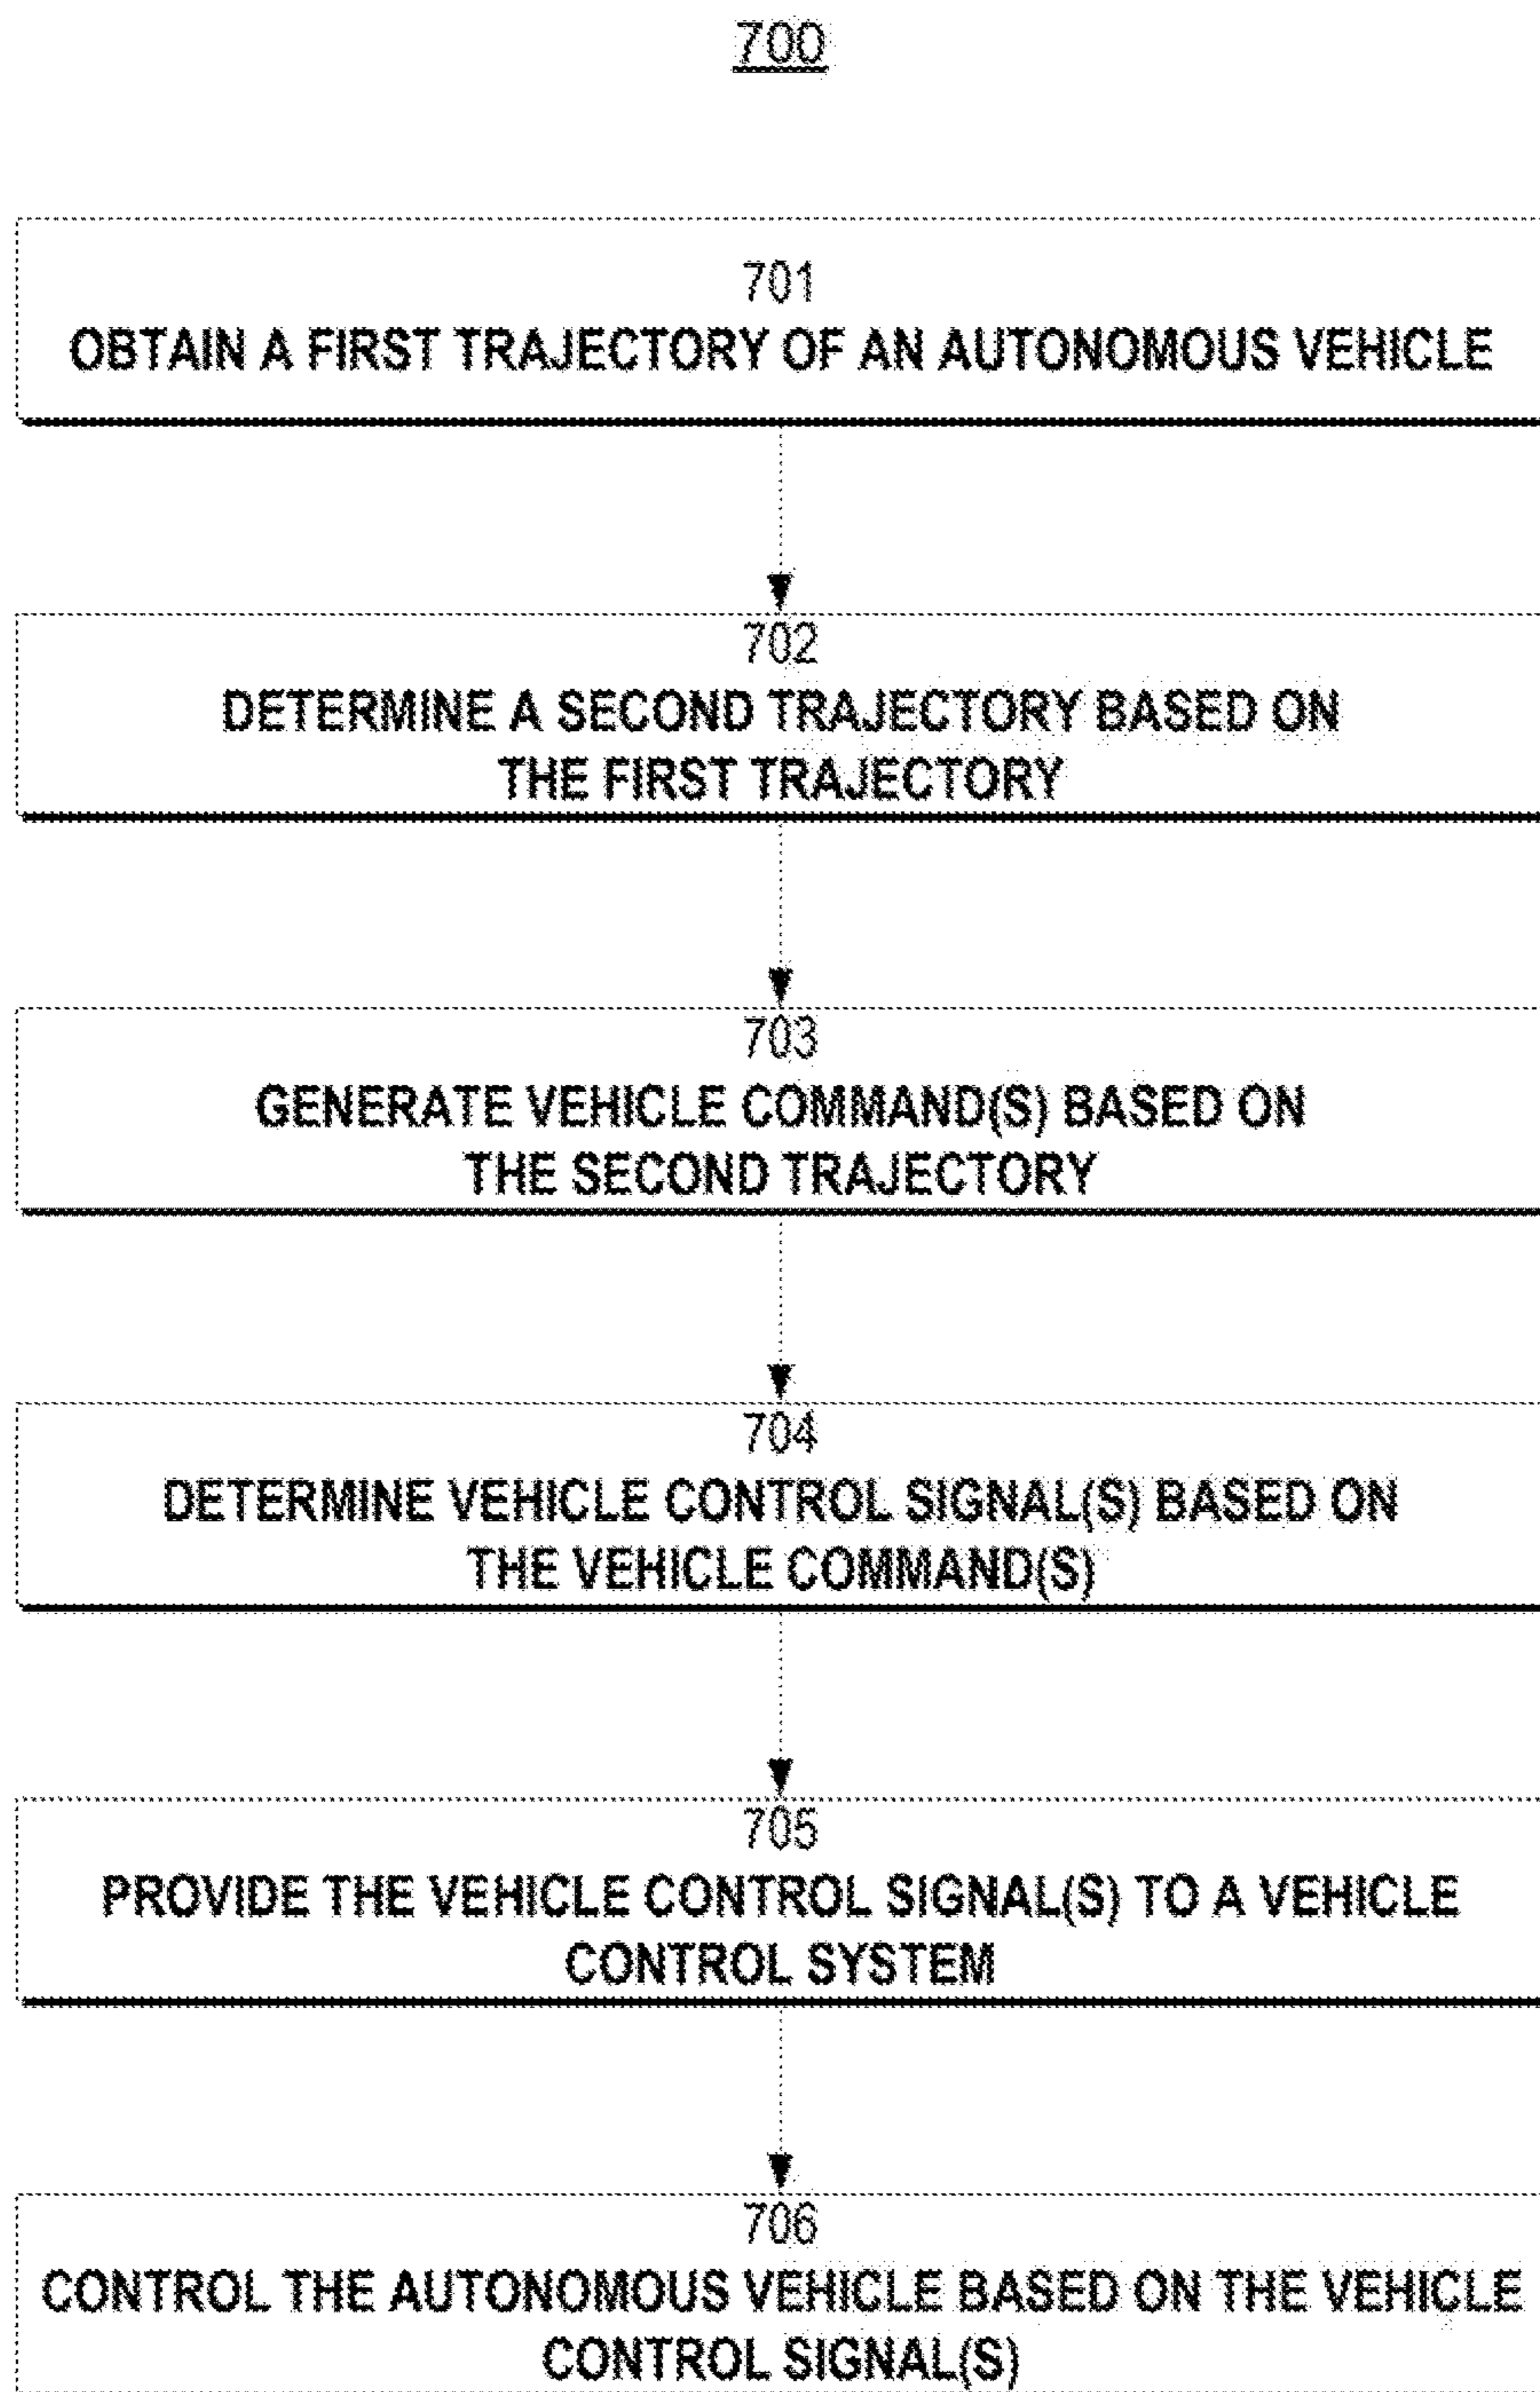 700
701
OBTAIN A FIRST TRAJECTORY OF AN AUTONOMOUS VEHICLE
702
DETERMINE A SECOND TRAJECTORY BASED ON
THE FIRST TRAJECTORY
703
GENERATE VEHICLE COMMAND(S) BASED ON
THE SECOND TRAJECTORY
704
DETERMINE VEHICLE CONTROL SIGNAL(S) BASED ON
THE VEHICLE COMMAND(S)
705
PROVIDE THE VEHICLE CONTROL SIGNAL(S) TO A VEHICLE
CONTROL SYSTEM
706
CONTROL THE AUTONOMOUS VEHICLE BASED ON THE VEHICLE
CONTROL SIGNAL(S)